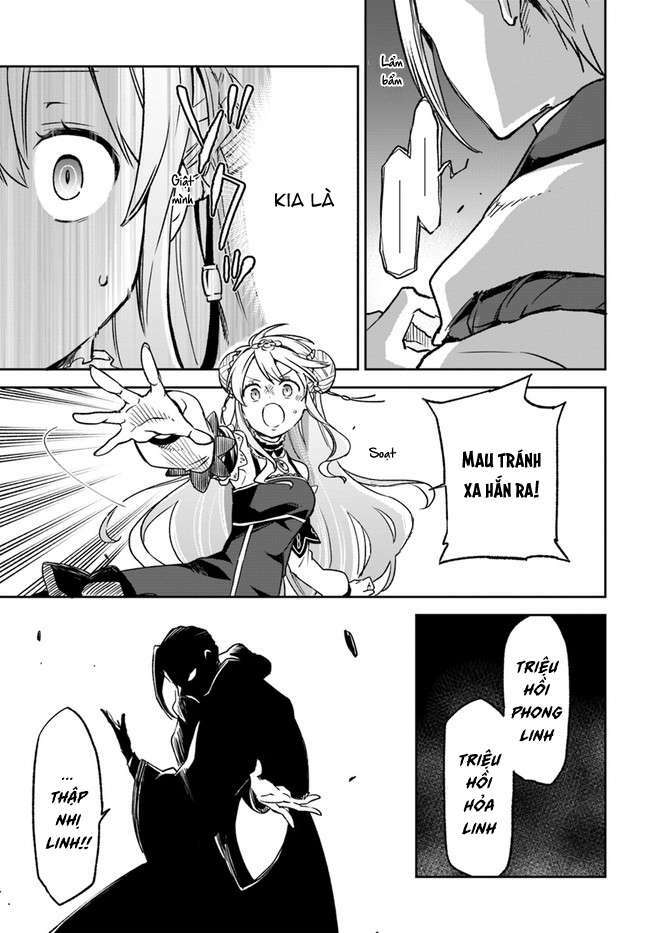 Lẩm
bẩm
KIA LÀ
Giật
mình
MAU TRÁNH
XA HẮN RA!
Soạt
TRIỆU
HỒI
PHONG
LINH
TRIỆU
HỒI
HỎA
LINH
...
THẬP
NHỊ
LINH!!